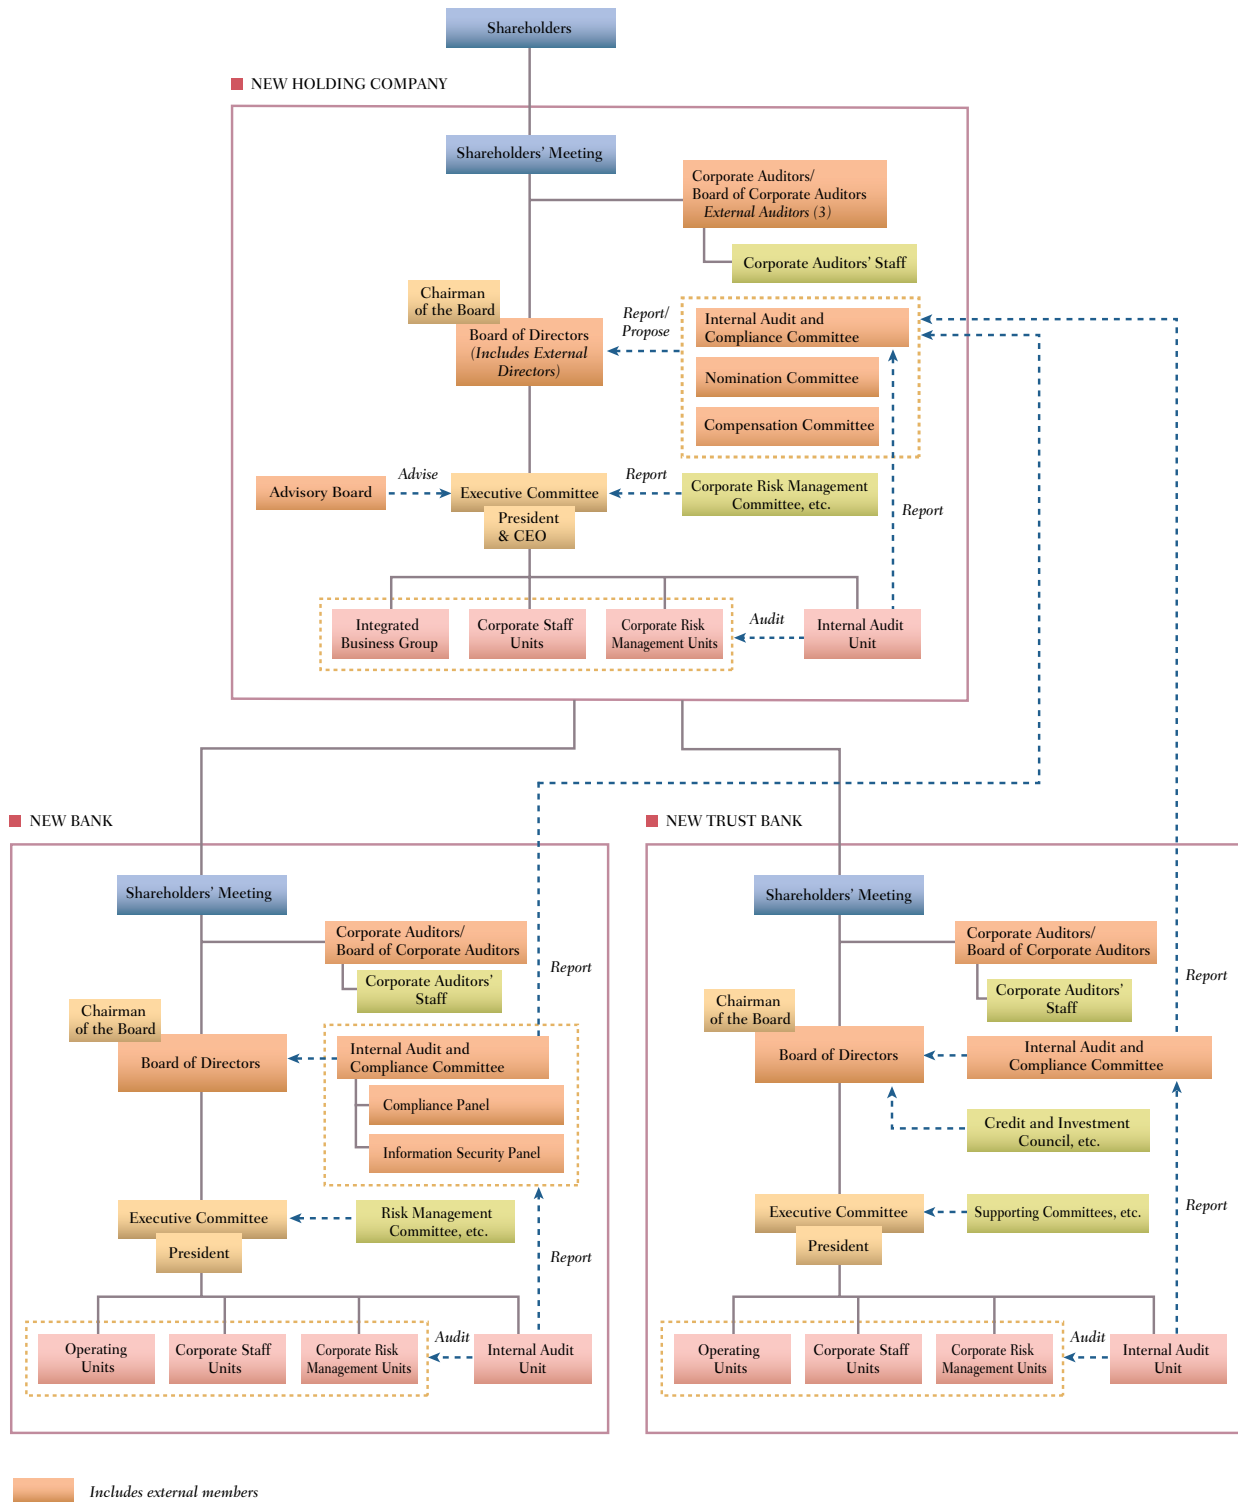 Shareholders
NEW HOLDING COMPANY
Shareholders' Meeting
Corporate Auditors/
Board of Corporate Auditors
External Auditors (3)
Corporate Auditors' Staff
Chairman
of the Board
Board of Directors
(Includes External
Directors)
Report/
Propose
Internal Audit and
Compliance Committee
Nomination Committee
Compensation Committee
Advisory Board
Advise
Executive Committee
President
& CEO
Report
Corporate Risk Management
Committee, etc.
Report
Integrated
Business Group
Corporate Staff
Units
Corporate Risk
Management Units
Audit
Internal Audit
Unit
NEW BANK
Shareholders' Meeting
Corporate Auditors/
Board of Corporate Auditors
Corporate Auditors'
Staff
Report
Chairman
of the Board
Board of Directors
Internal Audit and
Compliance Committee
Compliance Panel
Information Security Panel
Executive Committee
President
Risk Management
Committee, etc.
Report
Operating
Units
Corporate Staff
Units
Corporate Risk
Management Units
Audit
Internal Audit
Unit
NEW TRUST BANK
Shareholders' Meeting
Corporate Auditors/
Board of Corporate Auditors
Corporate Auditors'
Staff
Report
Chairman
of the Board
Board of Directors
Internal Audit and
Compliance Committee
Credit and Investment
Council, etc.
Executive Committee
President
Supporting Committees, etc.
Report
Operating
Units
Corporate Staff
Units
Corporate Risk
Management Units
Audit
Internal Audit
Unit
Includes external members